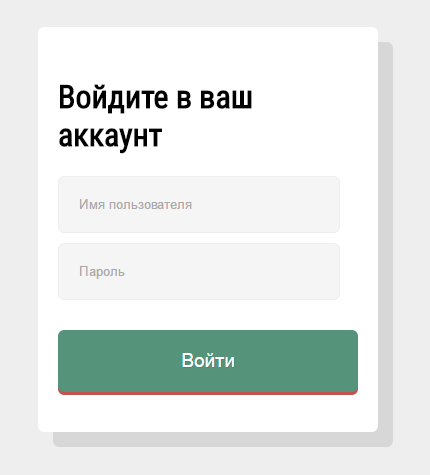 Войдите в ваш
аккаунт
Имя пользователя
Пароль
Войти